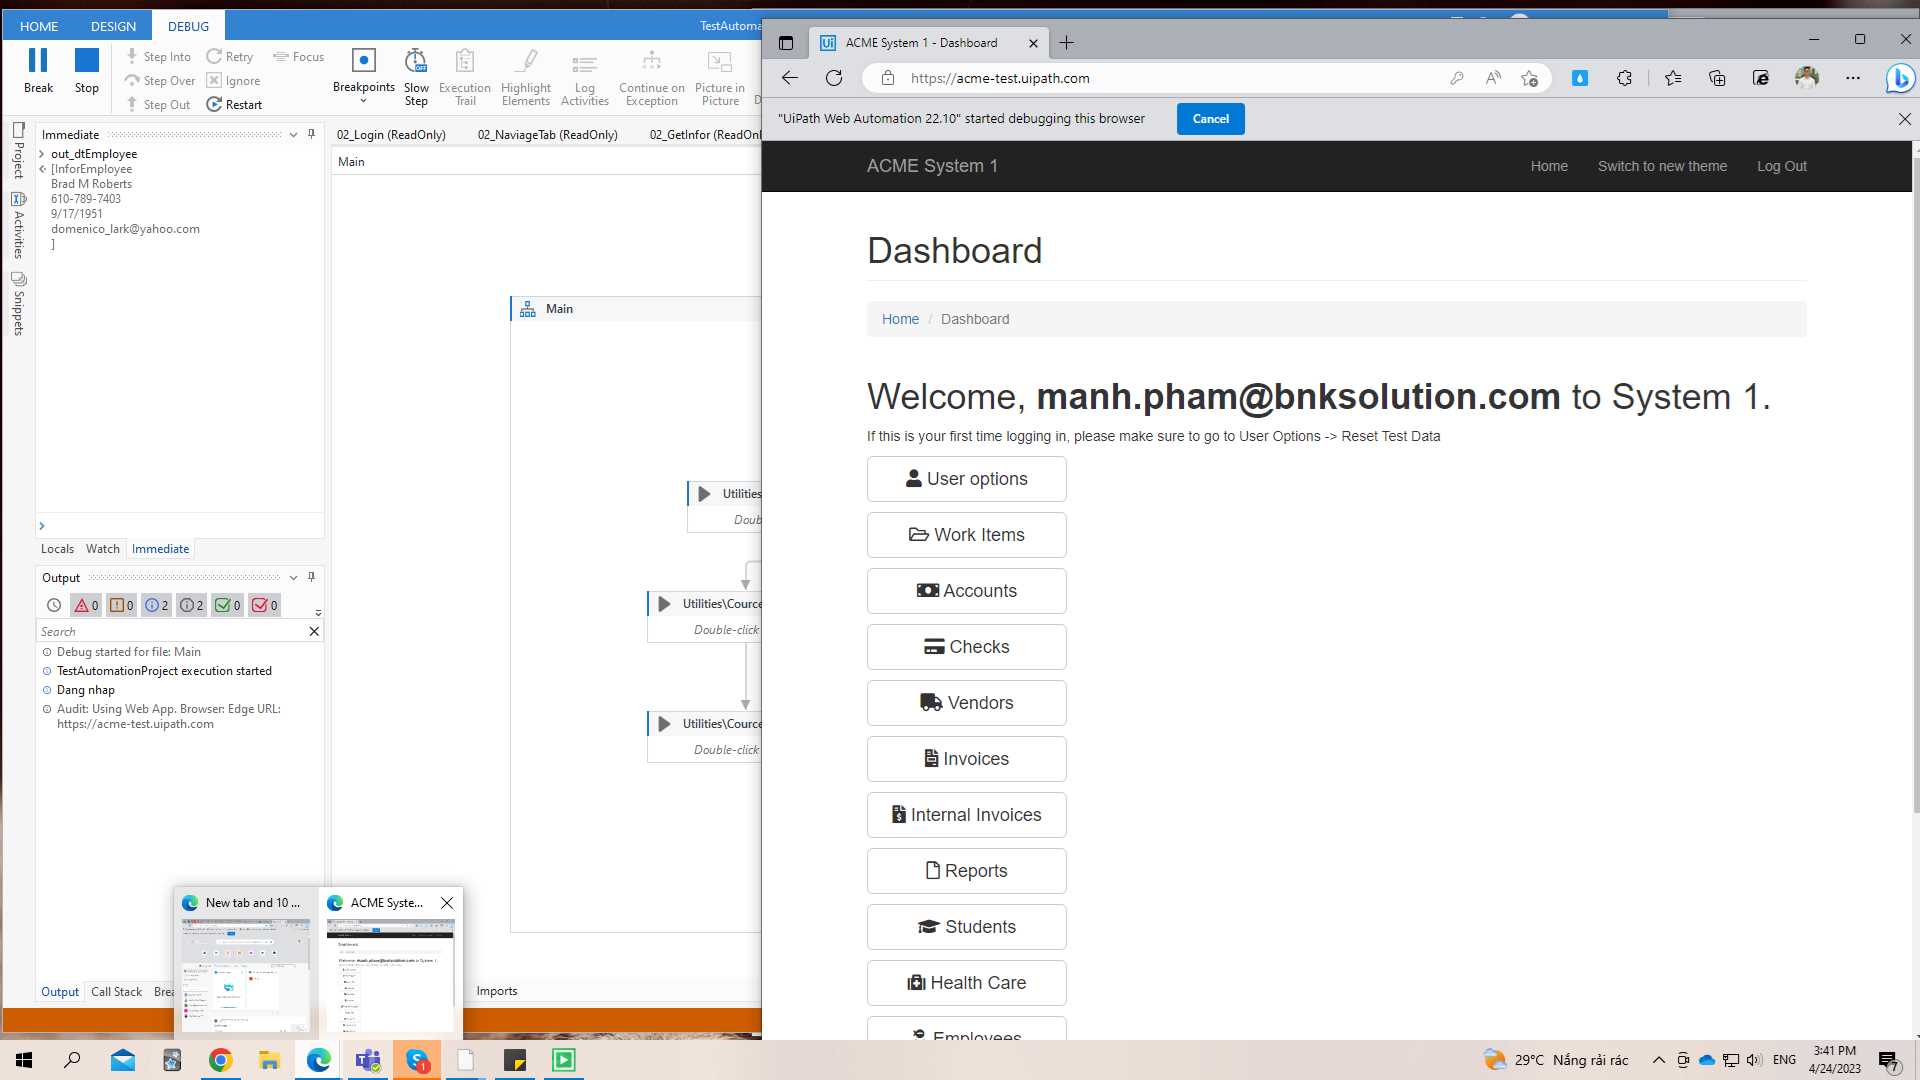 HOME DESIGN DEBUG TestAutoma
Break
Stop
Step Into
Step Over
Step Out
Retry
Ignore
Restart
Focus
Breakpoints
Slow Step
Execution Trail
Highlight Elements
Log Activities
Continue on Exception
Picture in Picture
D
Project
Activities
Snippets
Immediate
out_dtEmployee
[InforEmployee
Brad M Roberts
610-789-7403
9/17/1951
domenico_lark@yahoo.com
]
Locals Watch Immediate
Output
0 0 2 2 0 0
Search
Debug started for file: Main
TestAutomationProject execution started
Dang nhap
Audit: Using Web App. Browser: Edge URL:
https://acme-test.uipath.com
Output Call Stack Brea
02_Login (ReadOnly) 02_NaviageTab (ReadOnly) 02_GetInfor (ReadOnl
Main
Main
Utilities
Doub
Utilities\Cource
Double-click
Utilities\Cource
Double-click
Imports
New tab and 10 ...
ACME Syste...
Ui ACME System 1 - Dashboard
https://acme-test.uipath.com
"UiPath Web Automation 22.10" started debugging this browser Cancel
ACME System 1 Home Switch to new theme Log Out
Dashboard
Home / Dashboard
Welcome, manh.pham@bnksolution.com to System 1.
If this is your first time logging in, please make sure to go to User Options -> Reset Test Data
User options
Work Items
Accounts
Checks
Vendors
Invoices
Internal Invoices
Reports
Students
Health Care
Employees
29°C Nắng rải rác ENG
3:41 PM
4/24/2023
7
1